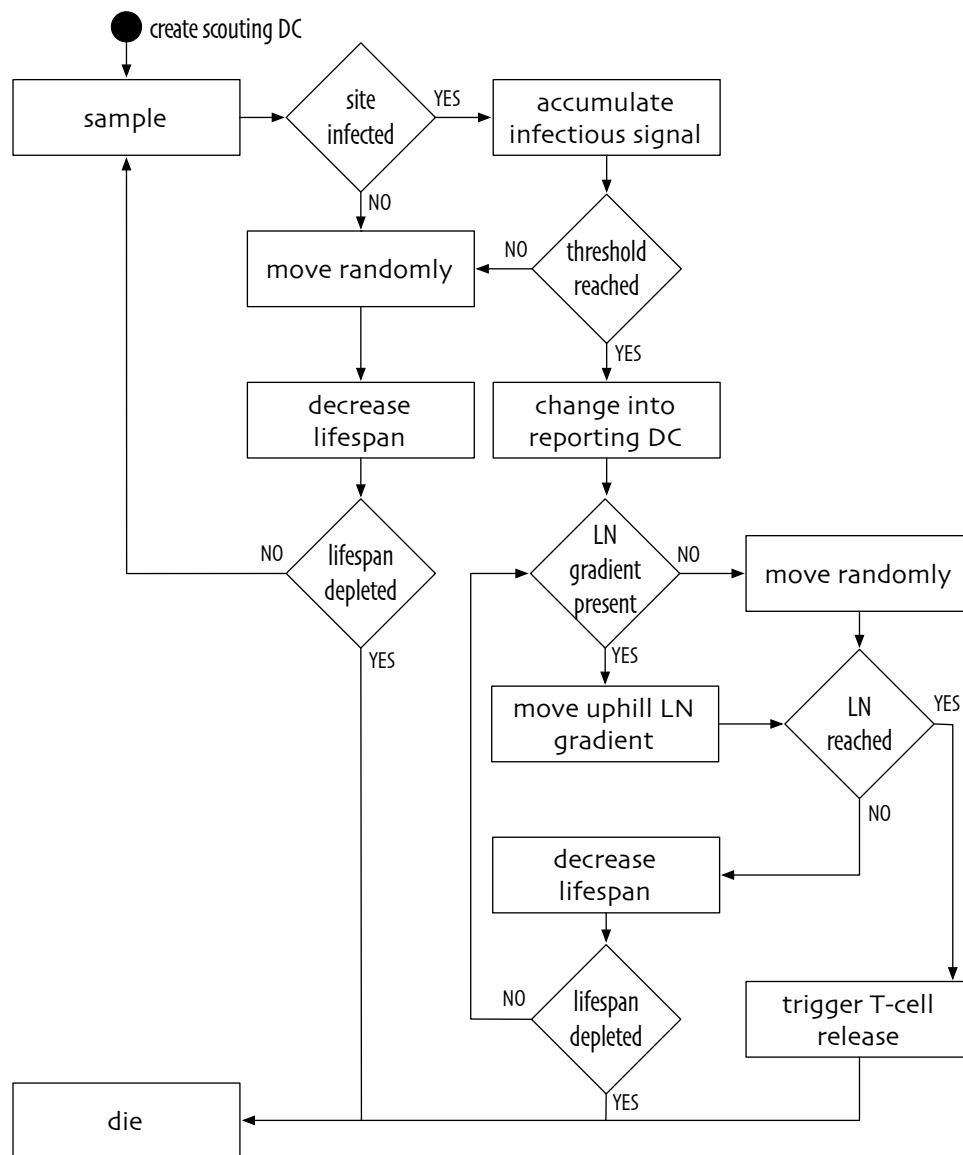 create scouting DC
sample
site
infected
YES
accumulate
infectious signal
NO
move randomly
NO
threshold
reached
YES
decrease
lifespan
change into
reporting DC
NO
lifespan
depleted
YES
LN
gradient
present
NO
move randomly
YES
move uphill LN
gradient
LN
reached
YES
NO
decrease
lifespan
NO
lifespan
depleted
YES
trigger T-cell
release
die